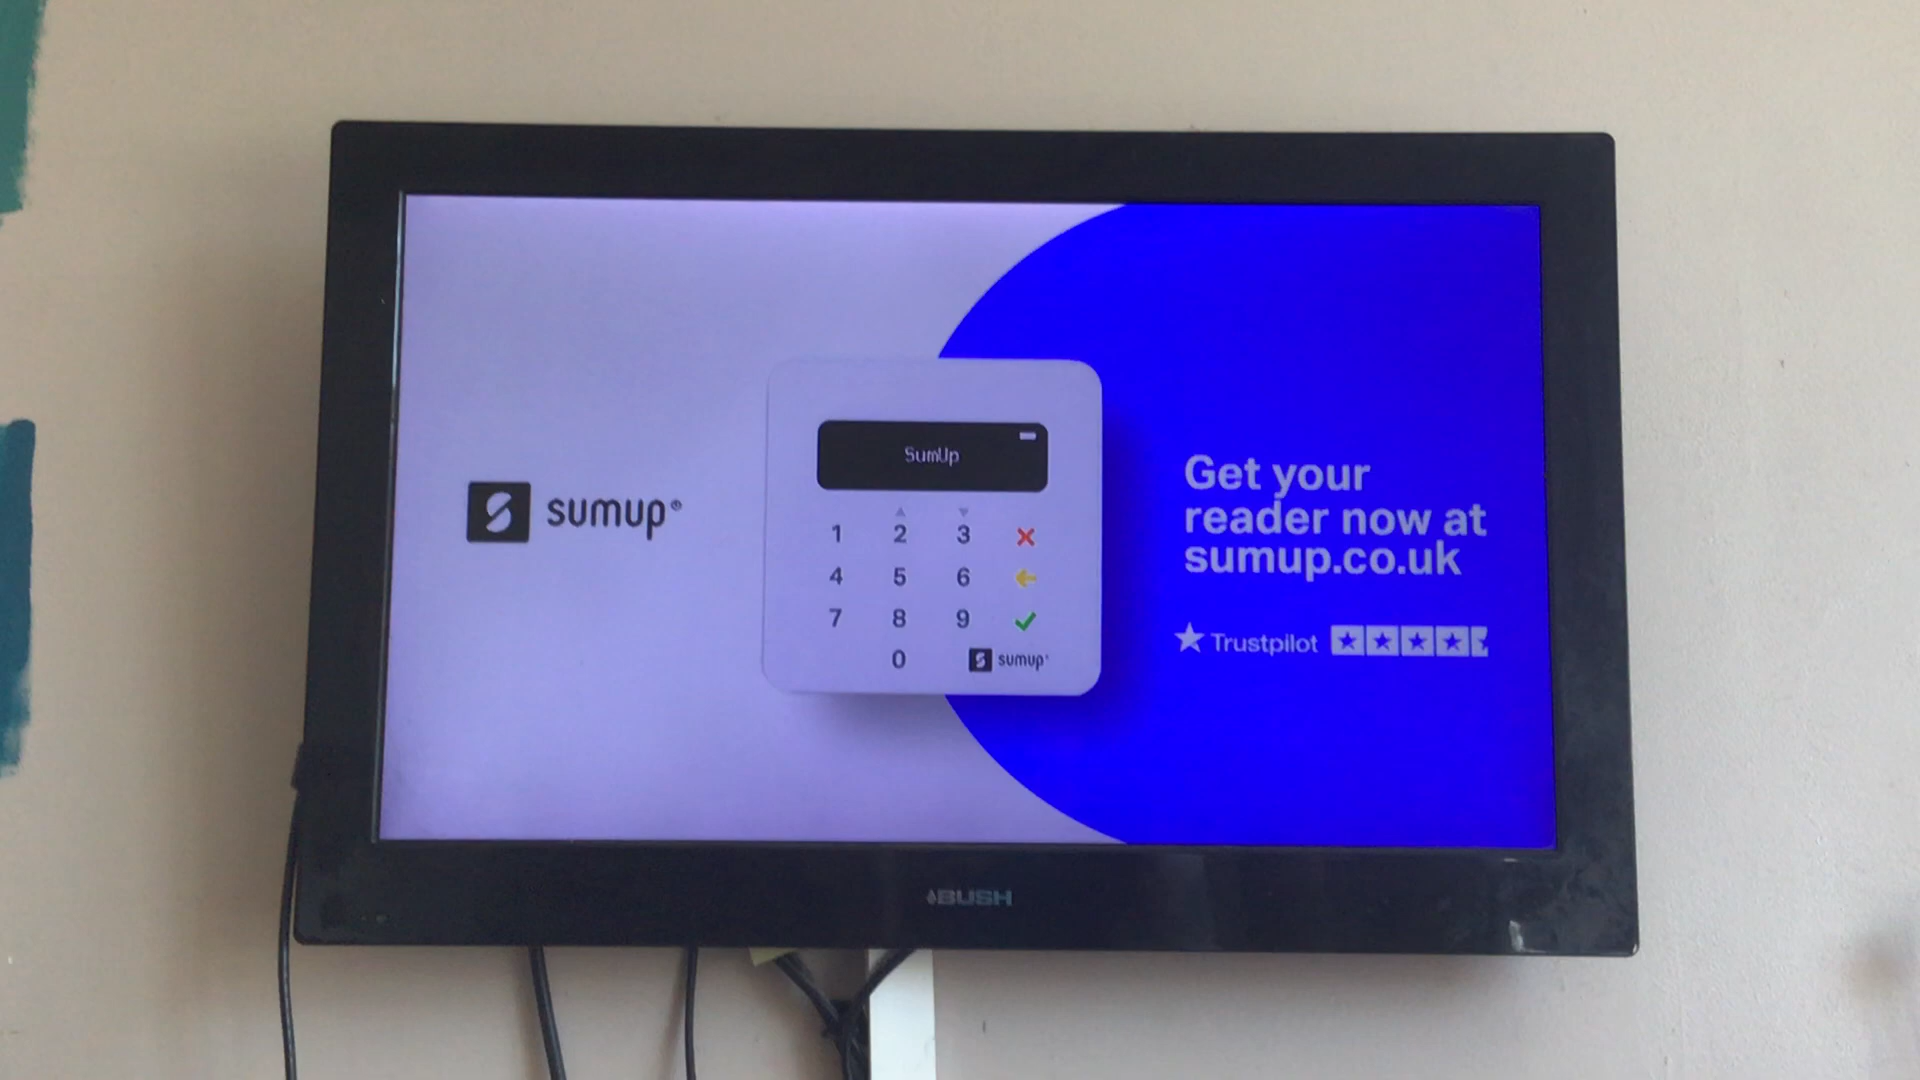 sumup®
SumUp
1 2 3
4 5 6
7 8 9
0 sumup®
Get your
reader now at
sumup.co.uk
Trustpilot
BUSH